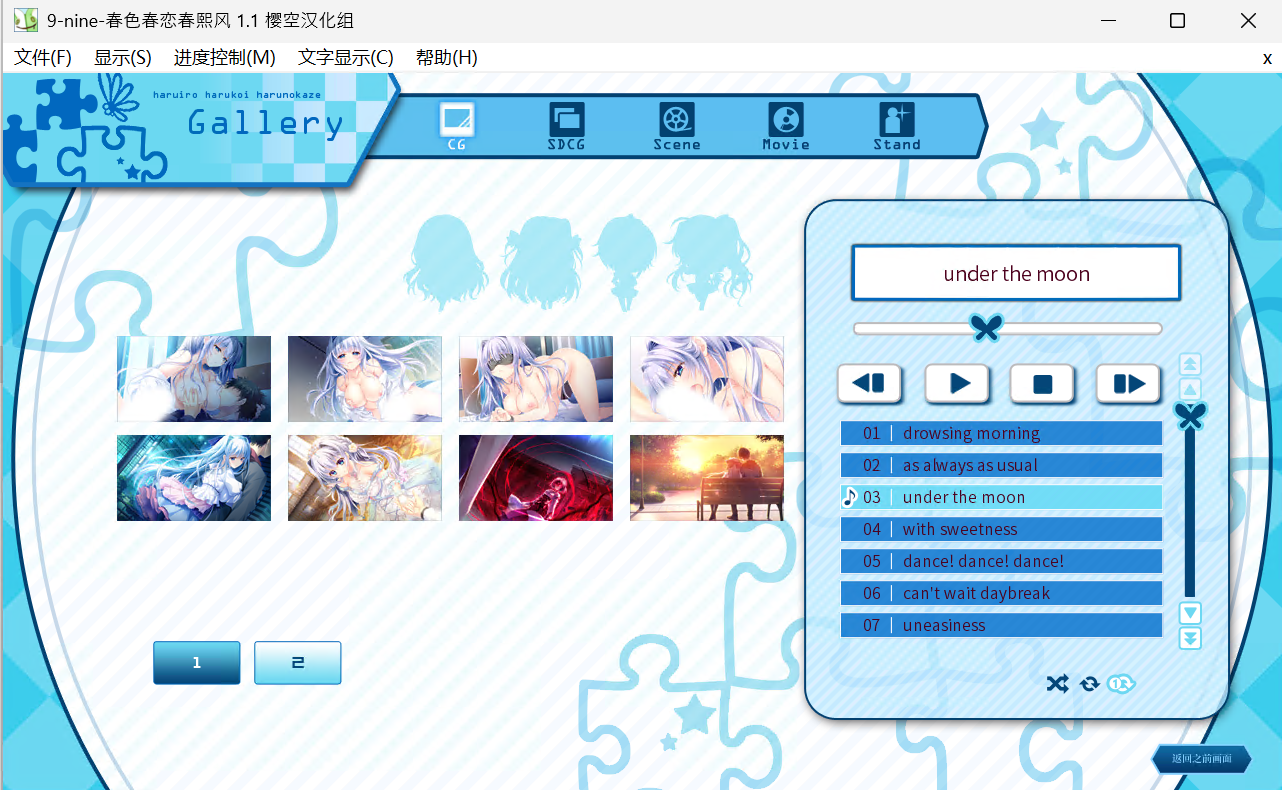 9-nine-春色春恋春熙风 1.1 樱空汉化组
文件(F) 显示(S) 进度控制(M) 文字显示(C) 帮助(H) x
haruiro harukoi harunokaze
Gallery
CG SDCG Scene Movie Stand
under the moon
01 | drowsing morning
02 | as always as usual
03 | under the moon
04 | with sweetness
05 | dance! dance! dance!
06 | can't wait daybreak
07 | uneasiness
1 2
1
返回之前画面